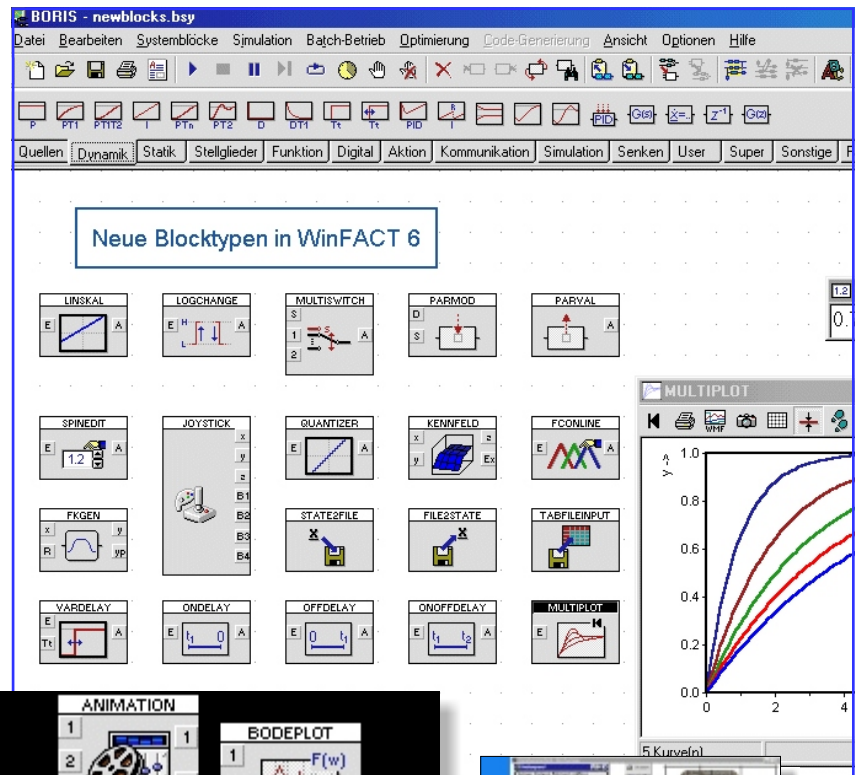 BORIS - newblocks.bsy
Datei Bearbeiten Systemblöcke Simulation Batch-Betrieb Optimierung Code-Generierung Ansicht Optionen Hilfe
P PT1 PT1T2 I PTn PT2 D DT1 Tt Tt PID R I PID G(s) ẋ=.. z⁻¹ G(z)
Quellen Dynamik Statik Stellglieder Funktion Digital Aktion Kommunikation Simulation Senken User Super Sonstige F
Neue Blocktypen in WinFACT 6
LINSKAL LOGCHANGE MULTISWITCH PARMOD PARVAL
E A E H L A S 1 2 S A D S A
1.2
0.
MULTIPLOT
WMF
SPINEDIT JOYSTICK QUANTIZER KENNFELD FCONLINE
E 1.2 A x y z B1 B2 B3 B4 E A x y z Ex E A
FKGEN STATE2FILE FILE2STATE TABFILEINPUT
x R y yp X X
VARDELAY ONDELAY OFFDELAY ONOFFDELAY MULTIPLOT
E Tt A E t1 0 A E 0 t1 A E t1 t2 A E
y ->
1.0
0.8
0.6
0.4
0.2
0.0
0 2 4
5 Kurve(n)
ANIMATION
1 2 1
BODEPLOT
1 F(w)